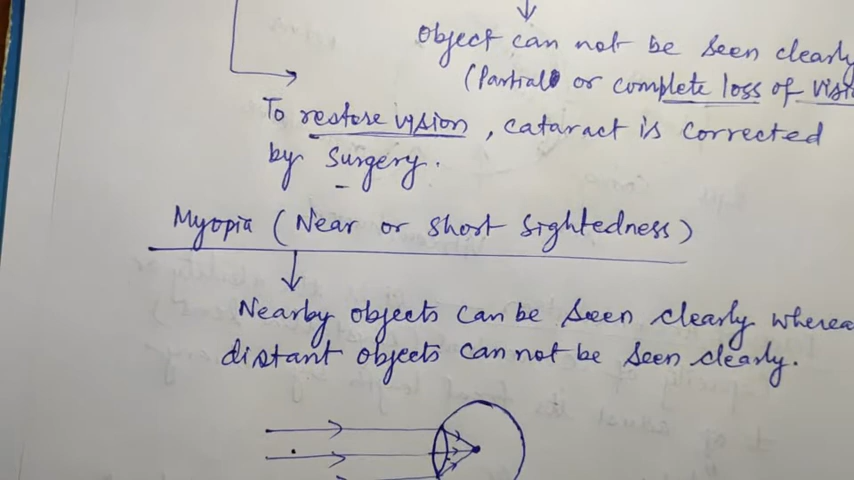 Object can not be seen clearly
(Partial or complete loss of
To restore vision, cataract is corrected
by surgery.
Myopia (Near or short sightedness)
Nearby objects can be seen clearly
distant objects can not be seen clearly.